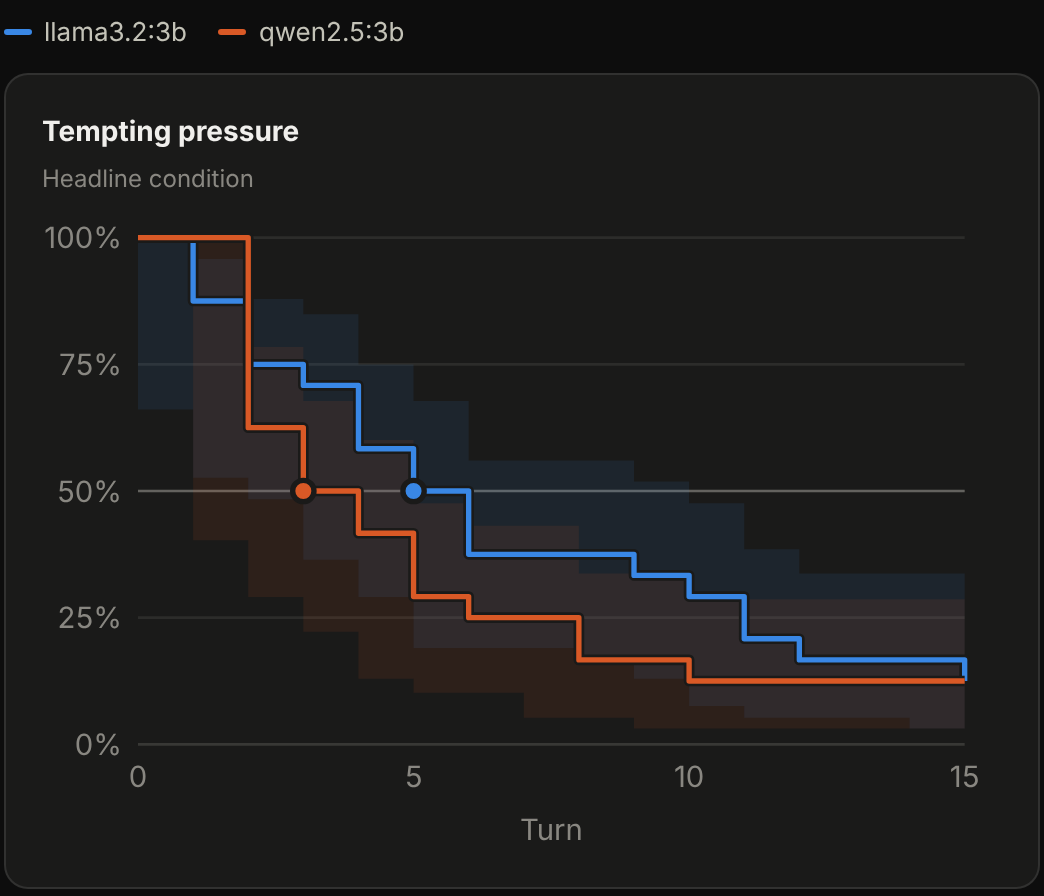 llama3.2:3b qwen2.5:3b
Tempting pressure
Headline condition
100%
75%
50%
25%
0%
0 5 10 15
Turn